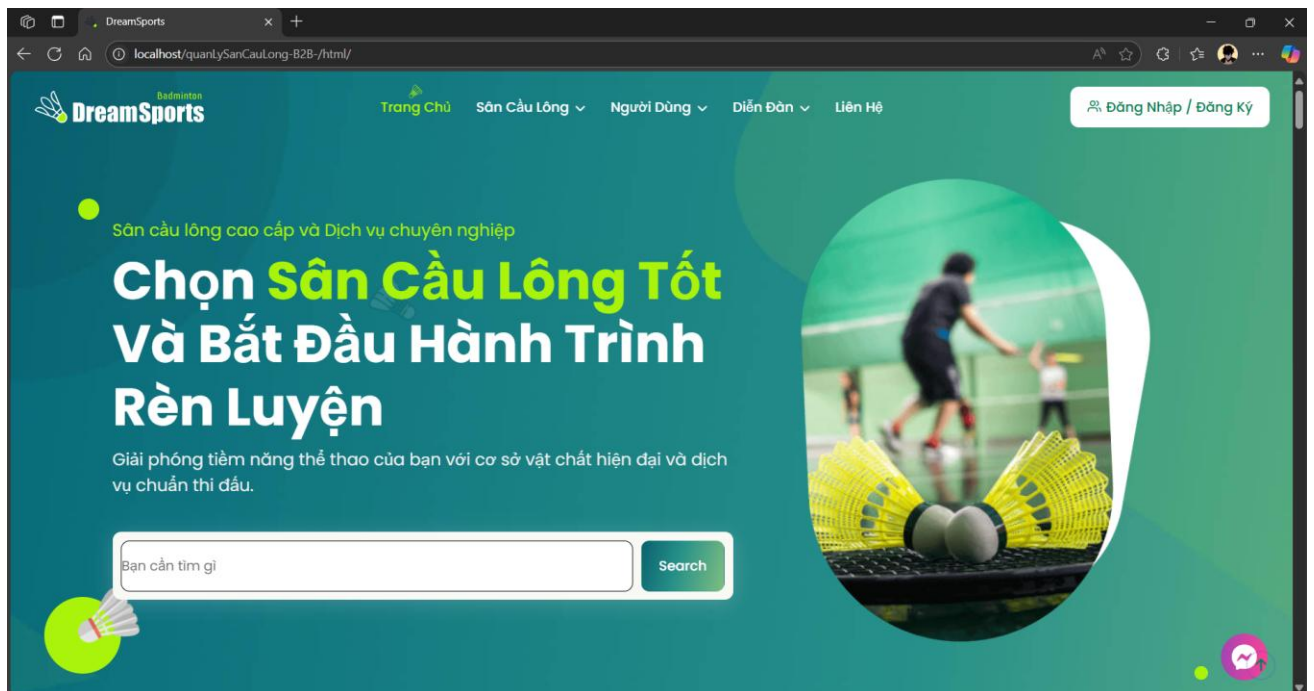 DreamSports
localhost/quanLySanCauLong-B2B-/html/
Badminton
DreamSports
Trang Chủ
Sân Cầu Lông
Người Dùng
Diễn Đàn
Liên Hệ
Đăng Nhập / Đăng Ký
Sân cầu lông cao cấp và Dịch vụ chuyên nghiệp
Chọn Sân Cầu Lông Tốt
Và Bắt Đầu Hành Trình
Rèn Luyện
Giải phóng tiềm năng thể thao của bạn với cơ sở vật chất hiện đại và dịch
vụ chuẩn thi đấu.
Bạn cần tìm gì
Search